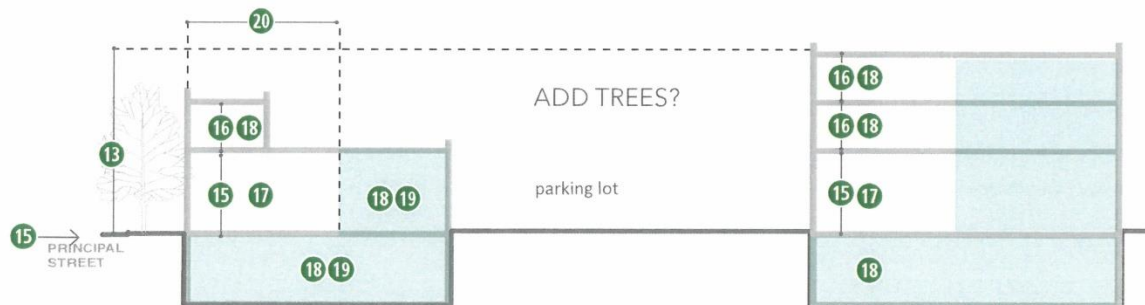 20
ADD TREES?
16 18
16 18
16 18
13
15 17
18 19
parking lot
15 17
15
PRINCIPAL
STREET
18 19
18